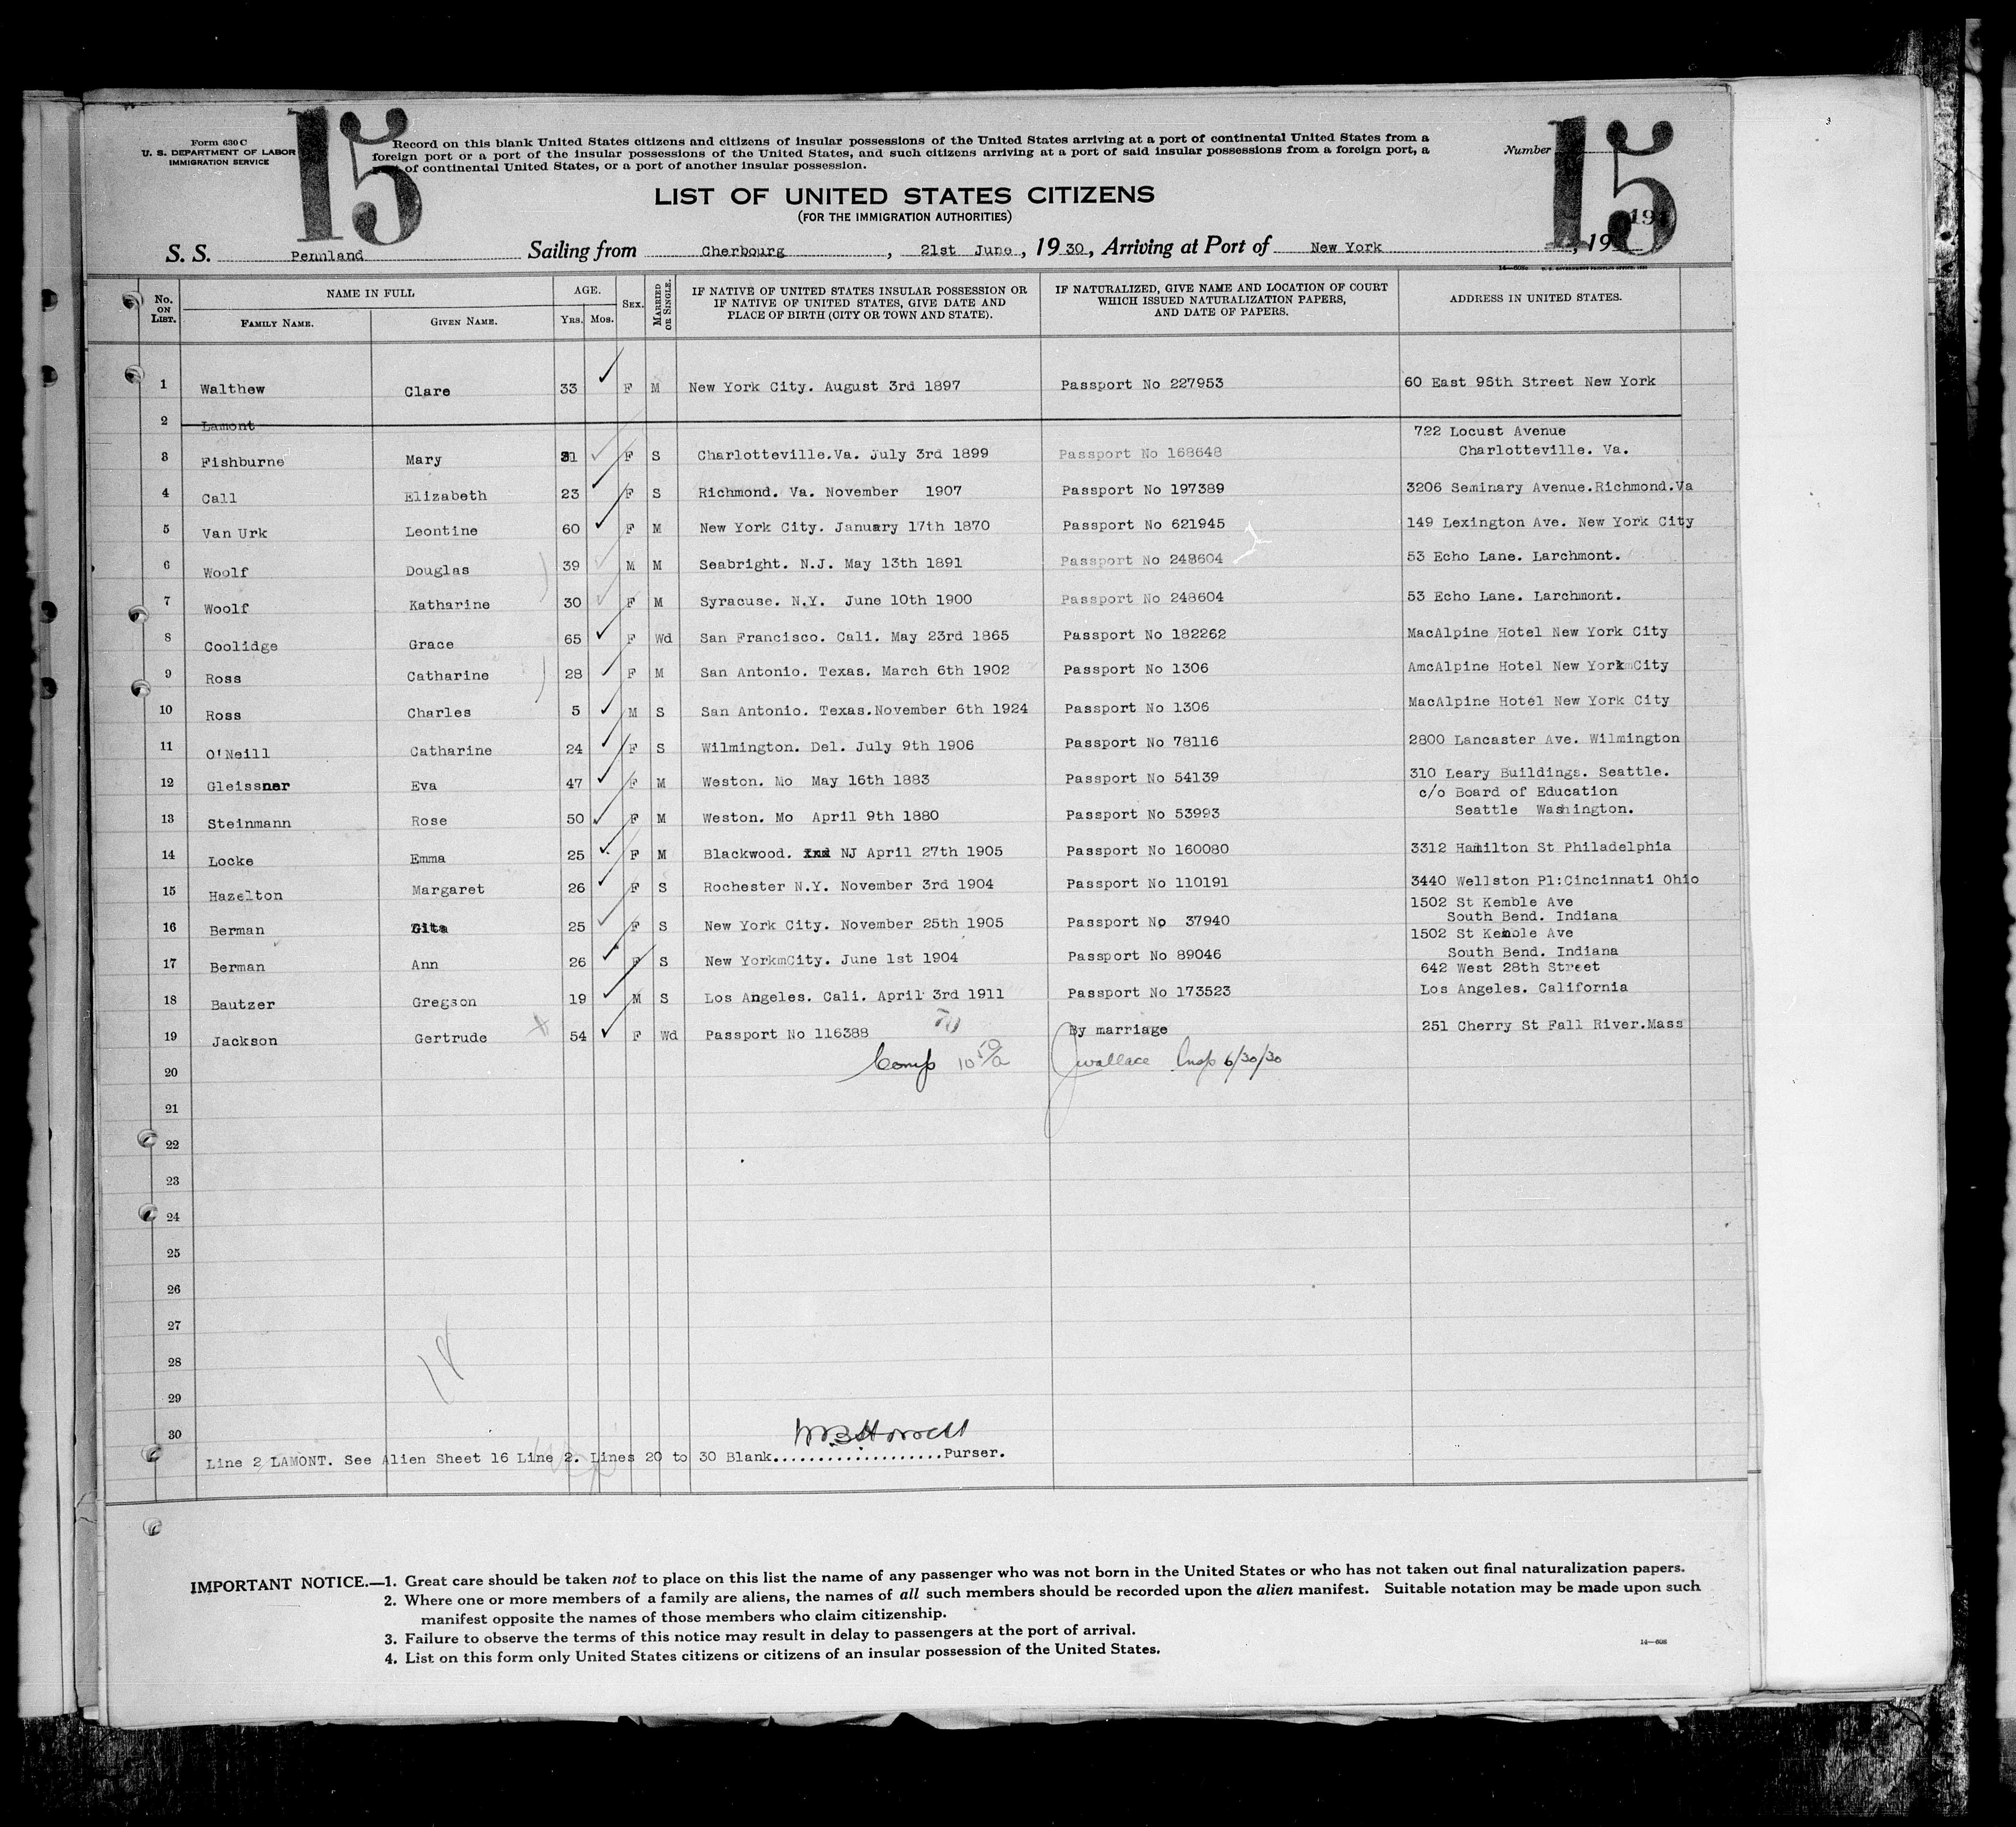 15
15
Form 630 C
U. S. DEPARTMENT OF LABOR
IMMIGRATION SERVICE
Record on this blank United States citizens and citizens of insular possessions of the United States arriving at a port of continental United States from a
foreign port or a port of the insular possessions of the United States, and such citizens arriving at a port of said insular possessions from a foreign port, a
of continental United States, or a port of another insular possession.
Number
LIST OF UNITED STATES CITIZENS
(FOR THE IMMIGRATION AUTHORITIES)
S. S. Pennland Sailing from Cherbourg, 21st June, 1930, Arriving at Port of New York, 19
No. ON LIST. NAME IN FULL AGE. SEX. MARRIED OR SINGLE. IF NATIVE OF UNITED STATES INSULAR POSSESSION OR IF NATIVE OF UNITED STATES, GIVE DATE AND PLACE OF BIRTH (CITY OR TOWN AND STATE). IF NATURALIZED, GIVE NAME AND LOCATION OF COURT WHICH ISSUED NATURALIZATION PAPERS, AND DATE OF PAPERS. ADDRESS IN UNITED STATES.
FAMILY NAME. GIVEN NAME. YRS. MOS.
1 Walthew Clare 33 F M New York City. August 3rd 1897 Passport No 227953 60 East 96th Street New York
2 Lamont
722 Locust Avenue
3 Fishburne Mary 31 F S Charlotteville.Va. July 3rd 1899 Passport No 168648 Charlotteville. Va.
4 Call Elizabeth 23 F S Richmond. Va. November 1907 Passport No 197389 3206 Seminary Avenue.Richmond.Va
5 Van Urk Leontine 60 F M New York City. January 17th 1870 Passport No 621945 149 Lexington Ave. New York City
6 Woolf Douglas 39 M M Seabright. N.J. May 13th 1891 Passport No 248604 53 Echo Lane. Larchmont.
7 Woolf Katharine 30 F M Syracuse. N.Y. June 10th 1900 Passport No 248604 53 Echo Lane. Larchmont.
8 Coolidge Grace 65 F Wd San Francisco. Cali. May 23rd 1865 Passport No 182262 MacAlpine Hotel New York City
9 Ross Catharine 28 F M San Antonio. Texas. March 6th 1902 Passport No 1306 AmcAlpine Hotel New YorkmCity
10 Ross Charles 5 M S San Antonio. Texas.November 6th 1924 Passport No 1306 MacAlpine Hotel New York City
11 O'Neill Catharine 24 F S Wilmington. Del. July 9th 1906 Passport No 78116 2800 Lancaster Ave. Wilmington
12 Gleissner Eva 47 F M Weston. Mo May 16th 1883 Passport No 54139 310 Leary Buildings. Seattle.
c/o Board of Education
13 Steinmann Rose 50 F M Weston. Mo April 9th 1880 Passport No 53993 Seattle Washington.
14 Locke Emma 25 F M Blackwood. Ind NJ April 27th 1905 Passport No 160080 3312 Hamilton St Philadelphia
15 Hazelton Margaret 26 F S Rochester N.Y. November 3rd 1904 Passport No 110191 3440 Wellston Pl:Cincinnati Ohio
1502 St Kemble Ave
16 Berman Gita 25 F S New York City. November 25th 1905 Passport No 37940 South Bend. Indiana
1502 St Kemble Ave
17 Berman Ann 26 F S New YorkmCity. June 1st 1904 Passport No 89046 South Bend. Indiana
642 West 28th Street
18 Bautzer Gregson 19 M S Los Angeles. Cali. April 3rd 1911 Passport No 173523 Los Angeles. California
19 Jackson Gertrude 54 F Wd Passport No 116388 By marriage 251 Cherry St Fall River.Mass
20 Comp JWallace Insp 6/30/30
21
22
23
24
25
26
27
28
29
30
Line 2 LAMONT. See Alien Sheet 16 Line 2. Lines 20 to 30 Blank...................Purser.
IMPORTANT NOTICE.—1. Great care should be taken not to place on this list the name of any passenger who was not born in the United States or who has not taken out final naturalization papers.
2. Where one or more members of a family are aliens, the names of all such members should be recorded upon the alien manifest. Suitable notation may be made upon such
manifest opposite the names of those members who claim citizenship.
3. Failure to observe the terms of this notice may result in delay to passengers at the port of arrival.
4. List on this form only United States citizens or citizens of an insular possession of the United States.
14—608